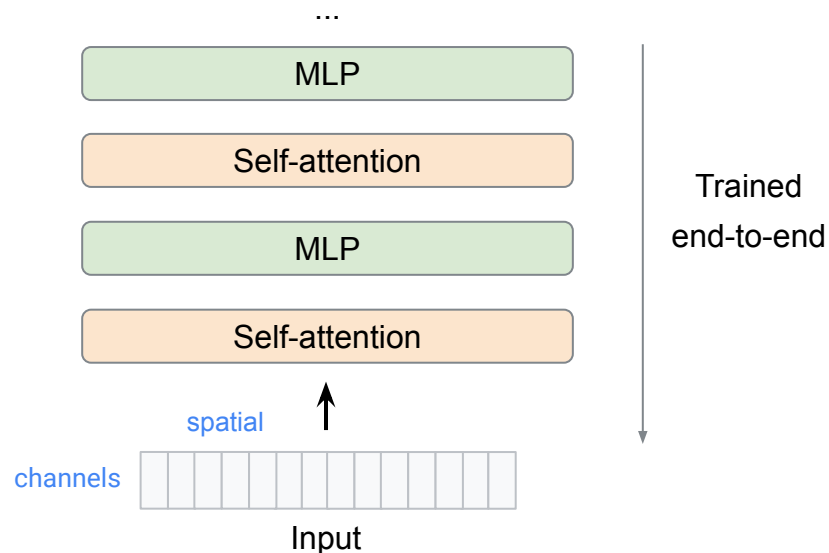 ...
MLP
Self-attention
Trained
end-to-end
MLP
Self-attention
spatial
channels
Input